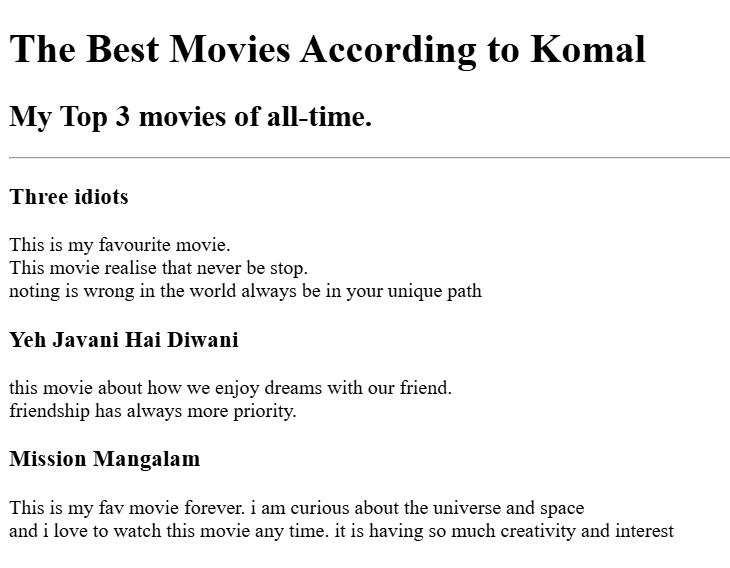 The Best Movies According to Komal
My Top 3 movies of all-time.
Three idiots
This is my favourite movie.
This movie realise that never be stop.
noting is wrong in the world always be in your unique path
Yeh Javani Hai Diwani
this movie about how we enjoy dreams with our friend.
friendship has always more priority.
Mission Mangalam
This is my fav movie forever. i am curious about the universe and space
and i love to watch this movie any time. it is having so much creativity and interest